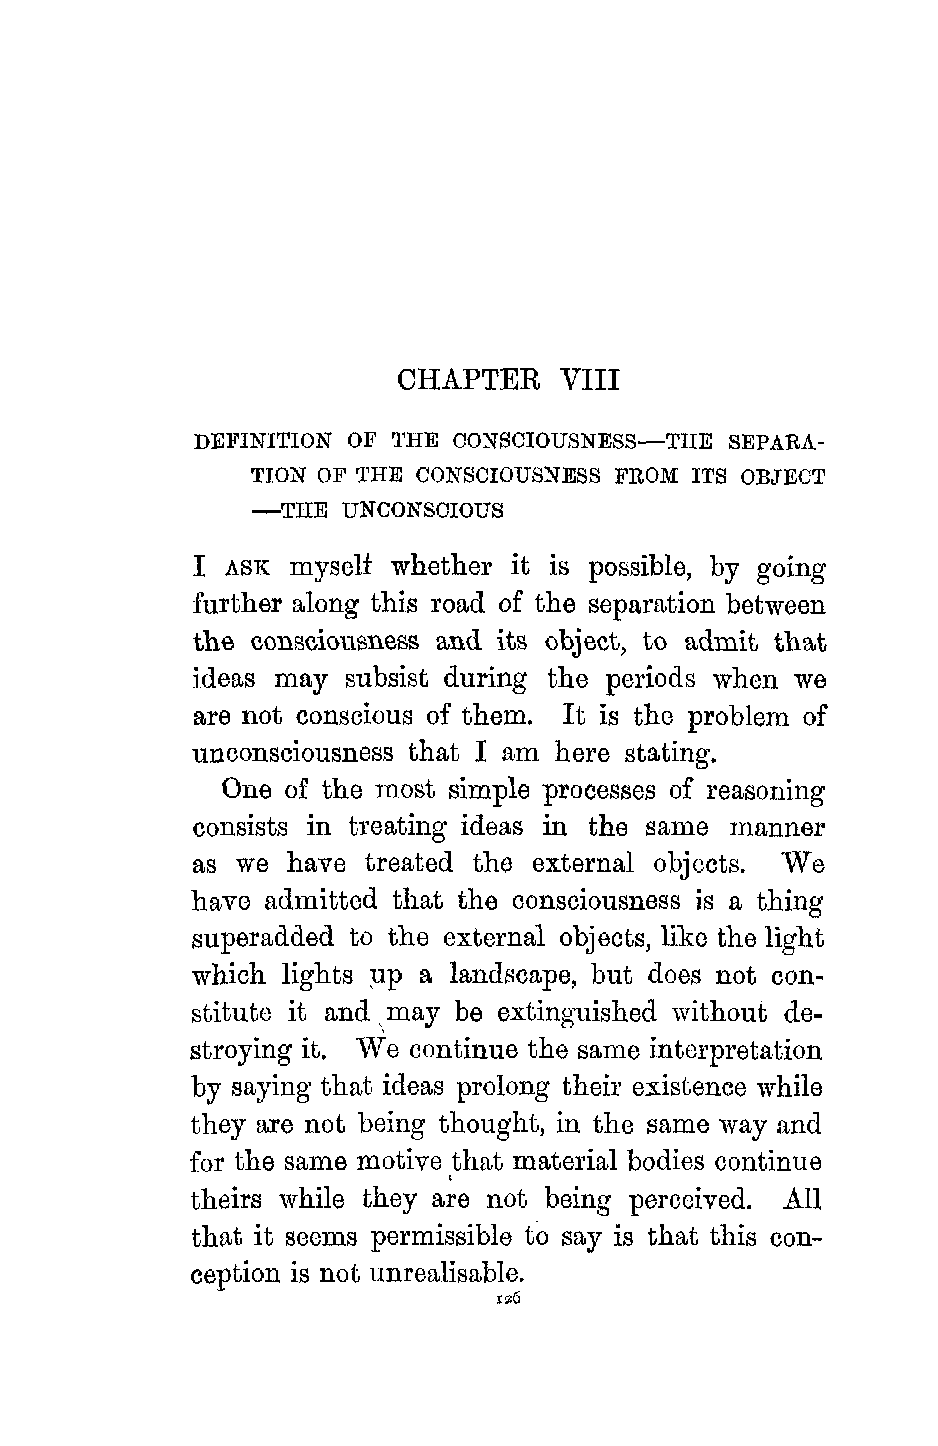 CHAPTER VIII
DEFINITION OF THE CONSCIOUSNESS—THE SEPARA-
TION OF THE CONSCIOUSNESS FROM ITS OBJECT
—THE UNCONSCIOUS
I ASK myself whether it is possible, by going
further along this road of the separation between
the consciousness and its object, to admit that
ideas may subsist during the periods when we
are not conscious of them. It is the problem of
unconsciousness that I am here stating.
One of the most simple processes of reasoning
consists in treating ideas in the same manner
as we have treated the external objects. We
have admitted that the consciousness is a thing
superadded to the external objects, like the light
which lights up a landscape, but does not con-
stitute it and may be extinguished without de-
stroying it. We continue the same interpretation
by saying that ideas prolong their existence while
they are not being thought, in the same way and
for the same motive that material bodies continue
theirs while they are not being perceived. All
that it seems permissible to say is that this con-
ception is not unrealisable.
126